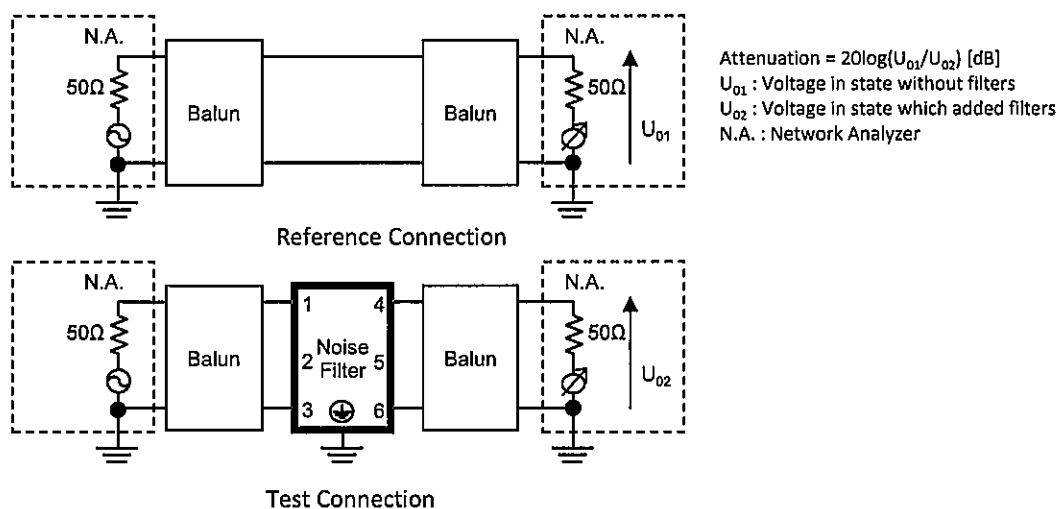 N.A.
50Ω
Balun
Balun
N.A.
50Ω
U₀₁
Attenuation = 20log(U₀₁/U₀₂) [dB]
U₀₁ : Voltage in state without filters
U₀₂ : Voltage in state which added filters
N.A. : Network Analyzer
Reference Connection
N.A.
50Ω
Balun
1 4
Noise
2 5
Filter
3 6
Balun
N.A.
50Ω
U₀₂
Test Connection